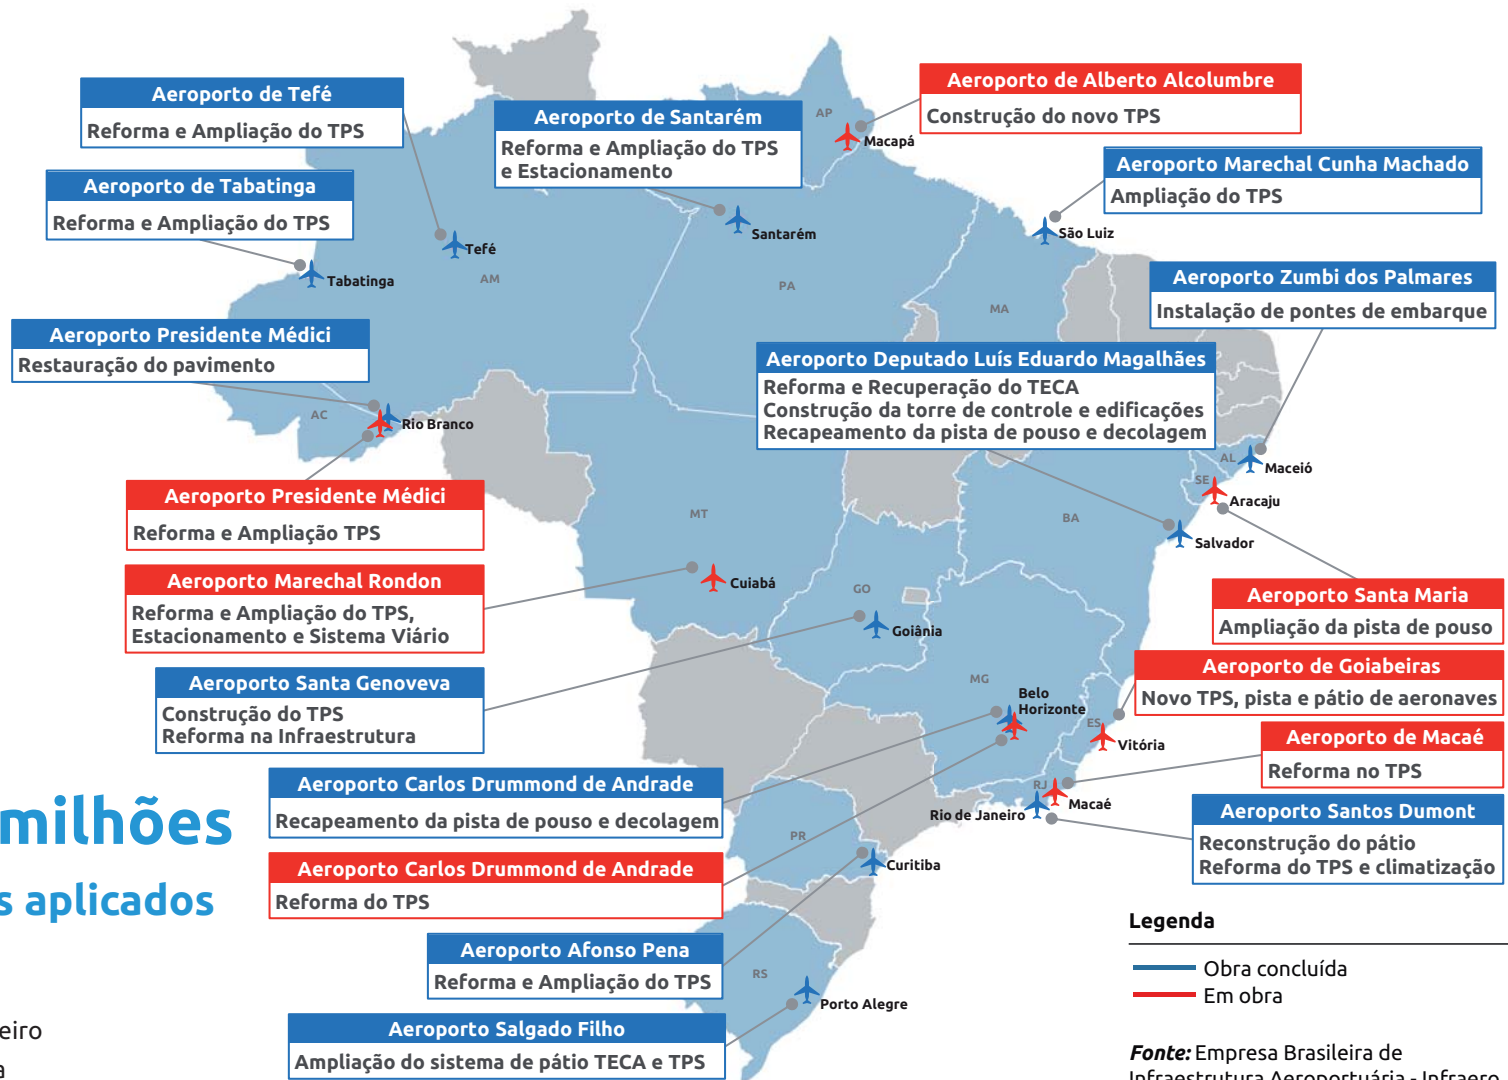 Aeroporto de Alberto Alcolumbre
Construção do novo TPS
Aeroporto de Tefé
Reforma e Ampliação do TPS
Aeroporto de Santarém
Reforma e Ampliação do TPS
e Estacionamento
AP
Macapá
Aeroporto Marechal Cunha Machado
Ampliação do TPS
Aeroporto de Tabatinga
Reforma e Ampliação do TPS
Santarém
São Luiz
Tefé
Tabatinga
AM
PA
MA
Aeroporto Zumbi dos Palmares
Instalação de pontes de embarque
Aeroporto Presidente Médici
Restauração do pavimento
Aeroporto Deputado Luís Eduardo Magalhães
Reforma e Recuperação do TECA
Construção da torre de controle e edificações
Recapeamento da pista de pouso e decolagem
AC
Rio Branco
AL
Maceió
SE
Aracaju
Aeroporto Presidente Médici
Reforma e Ampliação TPS
MT
BA
Salvador
Aeroporto Marechal Rondon
Reforma e Ampliação do TPS,
Estacionamento e Sistema Viário
Cuiabá
GO
Goiânia
Aeroporto Santa Maria
Ampliação da pista de pouso
Aeroporto Santa Genoveva
Construção do TPS
Reforma na Infraestrutura
MG
Belo
Horizonte
Aeroporto de Goiabeiras
Novo TPS, pista e pátio de aeronaves
ES
Vitória
Aeroporto de Macaé
Reforma no TPS
Aeroporto Carlos Drummond de Andrade
Recapeamento da pista de pouso e decolagem
RJ
Macaé
Rio de Janeiro
Aeroporto Santos Dumont
Reconstrução do pátio
Reforma do TPS e climatização
milhões
s aplicados
PR
Curitiba
Aeroporto Carlos Drummond de Andrade
Reforma do TPS
Aeroporto Afonso Pena
Reforma e Ampliação do TPS
RS
Porto Alegre
Aeroporto Salgado Filho
Ampliação do sistema de pátio TECA e TPS
eiro
a
Legenda
Obra concluída
Em obra
Fonte: Empresa Brasileira de
Infraestrutura Aeroportuária - Infraero